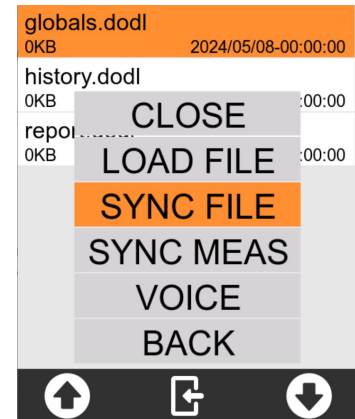 globals.dodl
0KB 2024/05/08-00:00:00
history.dodl
0KB :00:00
0KB :00:00
CLOSE
LOAD FILE
SYNC FILE
SYNC MEAS
VOICE
BACK